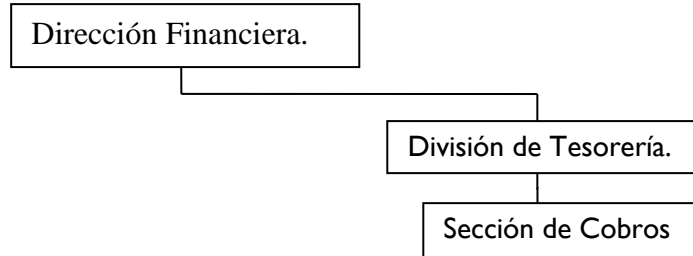 Dirección Financiera.
División de Tesorería.
Sección de Cobros